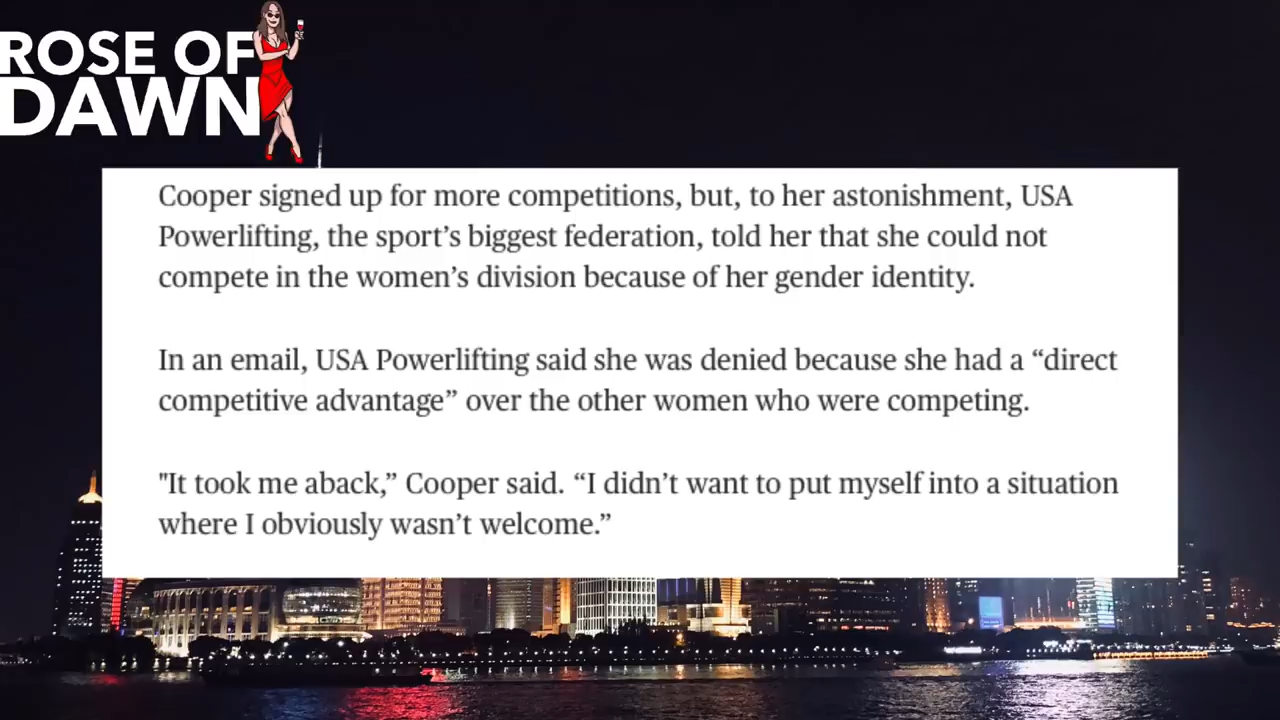 ROSE OF
DAWN
Cooper signed up for more competitions, but, to her astonishment, USA
Powerlifting, the sport’s biggest federation, told her that she could not
compete in the women’s division because of her gender identity.
In an email, USA Powerlifting said she was denied because she had a “direct
competitive advantage” over the other women who were competing.
"It took me aback,” Cooper said. “I didn’t want to put myself into a situation
where I obviously wasn’t welcome.”